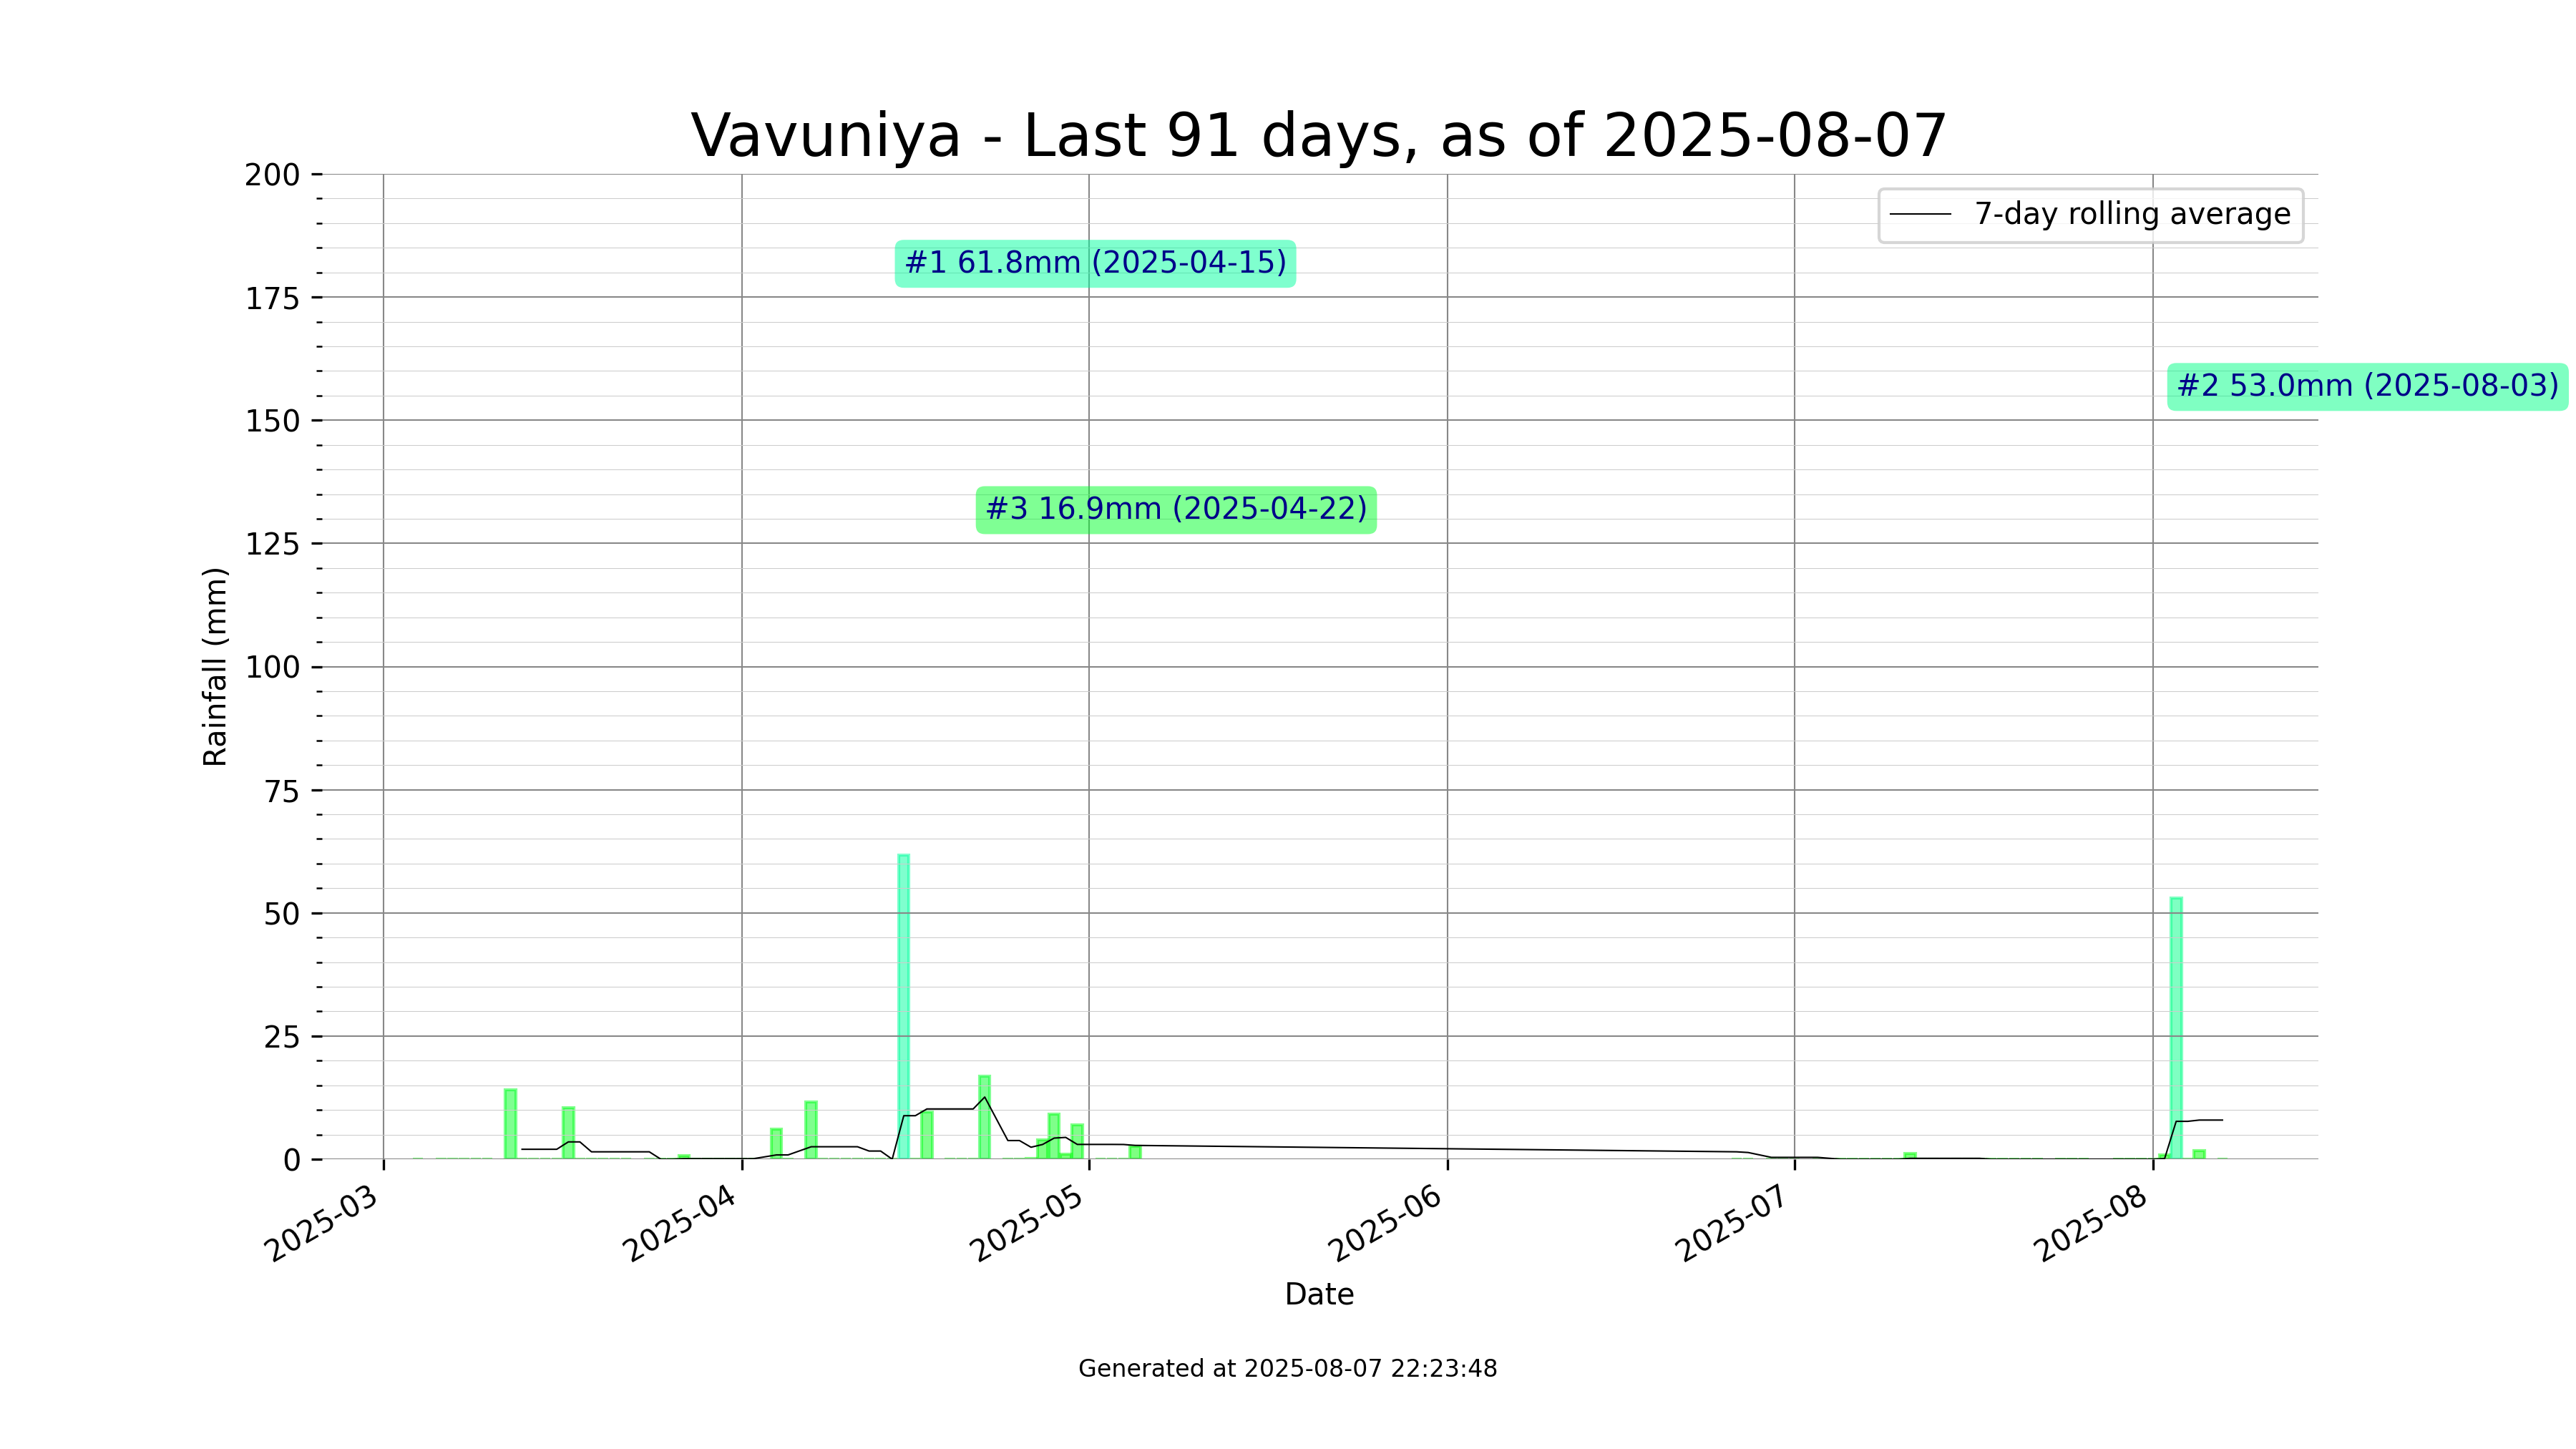 Vavuniya - Last 91 days, as of 2025-08-07
7-day rolling average
#1 61.8mm (2025-04-15)
#2 53.0mm (2025-08-03)
#3 16.9mm (2025-04-22)
Rainfall (mm)
200
175
150
125
100
75
50
25
0
2025-03
2025-04
2025-05
2025-06
2025-07
2025-08
Date
Generated at 2025-08-07 22:23:48